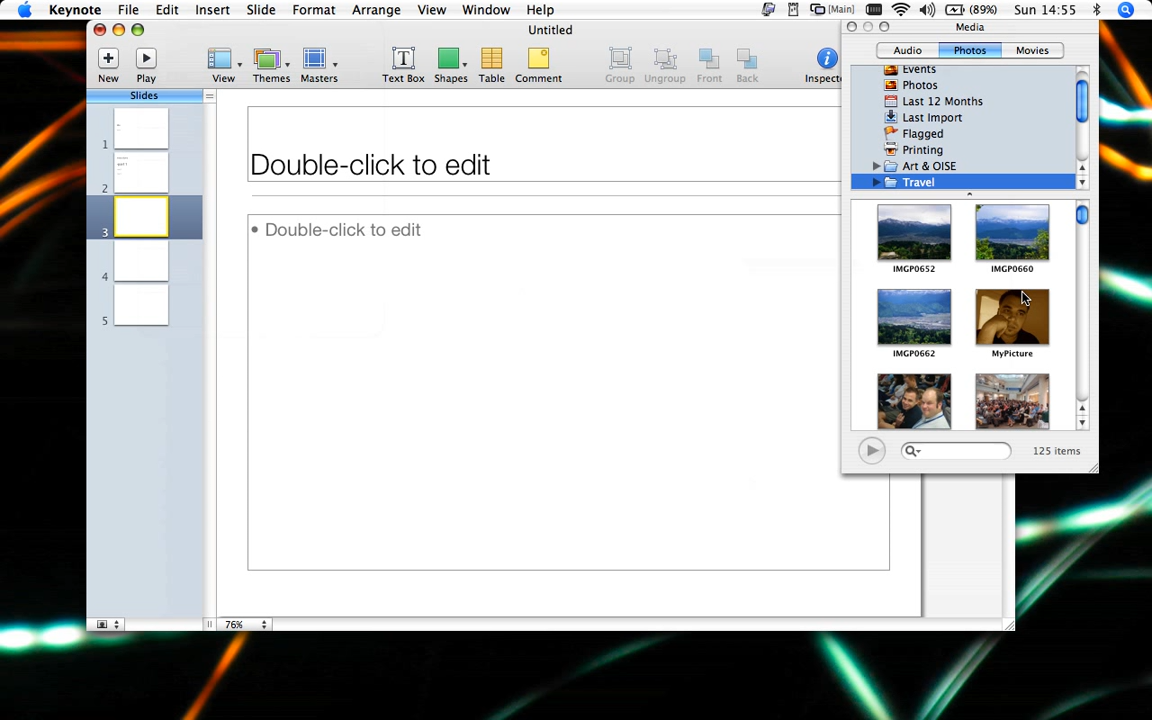 Keynote File Edit Insert Slide Format Arrange View Window Help [Main] (89%) Sun 14:55
Untitled
New Play View Themes Masters Text Box Shapes Table Comment Group Ungroup Front Back Inspecto
Slides
1
2
3
4
5
Double-click to edit
• Double-click to edit
76%
Media
Audio Photos Movies
Events
Photos
Last 12 Months
Last Import
Flagged
Printing
Art & OISE
Travel
IMGP0652 IMGP0660
IMGP0662 MyPicture
125 items